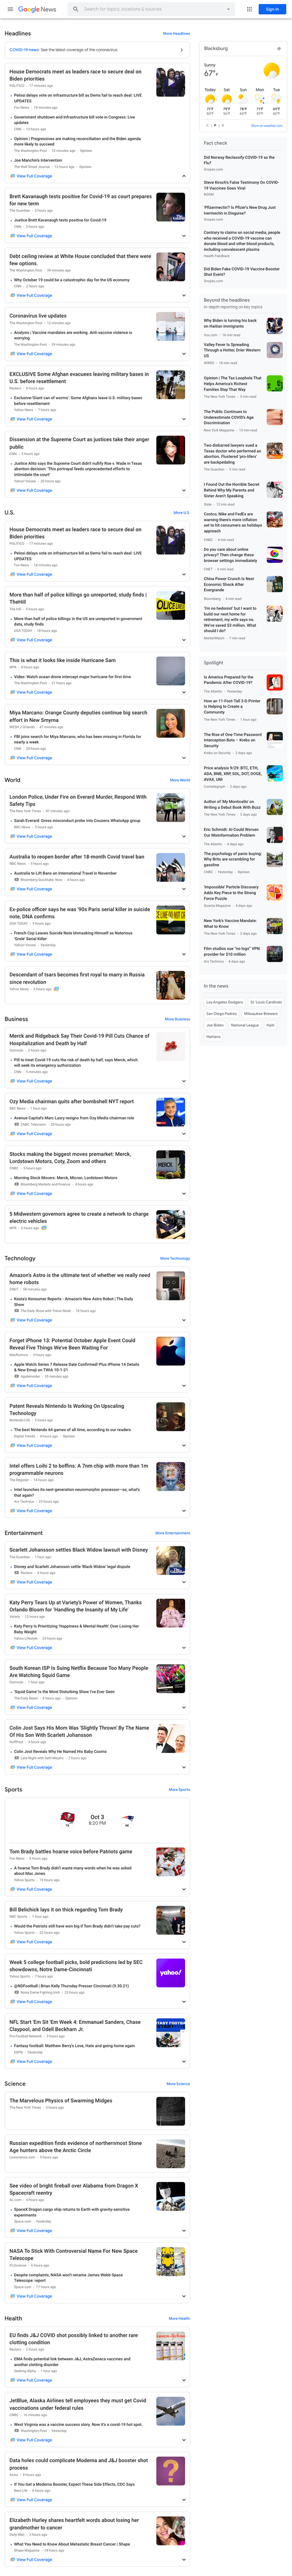 Google News
Search for topics, locations & sources
Sign in
Headlines
More Headlines
COVID-19 news: See the latest coverage of the coronavirus
House Democrats meet as leaders race to secure deal on
Biden priorities
POLITICO · 17 minutes ago
Pelosi delays vote on infrastructure bill as Dems fail to reach deal: LIVE
UPDATES
Fox News · 19 minutes ago
Government shutdown and infrastructure bill vote in Congress: Live
updates
CNN · 13 hours ago
Opinion | Progressives are making reconciliation and the Biden agenda
more likely to succeed
The Washington Post · 10 minutes ago · Opinion
Joe Manchin's Intervention
The Wall Street Journal · 13 hours ago · Opinion
View Full Coverage
Brett Kavanaugh tests positive for Covid-19 as court prepares
for new term
The Guardian · 2 hours ago
Justice Brett Kavanaugh tests positive for Covid-19
CNN · 3 hours ago
View Full Coverage
Debt ceiling review at White House concluded that there were
few options.
The Washington Post · 39 minutes ago
Why October 19 could be a catastrophic day for the US economy
CNN · 2 hours ago
View Full Coverage
Coronavirus live updates
The Washington Post · 12 minutes ago
Analysis | Vaccine mandates are working. Anti-vaccine violence is
worrying.
The Washington Post · 29 minutes ago
View Full Coverage
EXCLUSIVE Some Afghan evacuees leaving military bases in
U.S. before resettlement
Reuters · 6 hours ago
Exclusive-'Giant can of worms': Some Afghans leave U.S. military bases
before resettlement
Yahoo News · 7 hours ago
View Full Coverage
Dissension at the Supreme Court as justices take their anger
public
CNN · 5 hours ago
Justice Alito says the Supreme Court didn't nullify Roe v. Wade in Texas
abortion decision: 'This portrayal feeds unprecedented efforts to
intimidate the court'
Yahoo! Voices · 20 hours ago
View Full Coverage
U.S.
More U.S.
House Democrats meet as leaders race to secure deal on
Biden priorities
POLITICO · 17 minutes ago
Pelosi delays vote on infrastructure bill as Dems fail to reach deal: LIVE
UPDATES
Fox News · 19 minutes ago
View Full Coverage
More than half of police killings go unreported, study finds |
TheHill
The Hill · 5 hours ago
More than half of police killings in the US are unreported in government
data, study finds
USA TODAY · 18 hours ago
View Full Coverage
This is what it looks like inside Hurricane Sam
WPTV · 8 hours ago
Video: Watch ocean drone intercept major hurricane for first time
The Washington Post · 21 hours ago
View Full Coverage
Miya Marcano: Orange County deputies continue big search
effort in New Smyrna
WESH 2 Orlando · 47 minutes ago
FBI joins search for Miya Marcano, who has been missing in Florida for
nearly a week
CNN · 20 hours ago
View Full Coverage
World
More World
London Police, Under Fire on Everard Murder, Respond With
Safety Tips
The New York Times · 57 minutes ago
Sarah Everard: Gross misconduct probe into Couzens WhatsApp group
BBC News · 5 hours ago
View Full Coverage
Australia to reopen border after 18-month Covid travel ban
BBC News · 2 hours ago
Australia to Lift Bans on International Travel in November
Bloomberg Quicktake: Now · 8 hours ago
View Full Coverage
Ex-police officer says he was '90s Paris serial killer in suicide
note, DNA confirms
USA TODAY · 5 hours ago
French Cop Leaves Suicide Note Unmasking Himself as Notorious
'Grele' Serial Killer
Yahoo! Voices · Yesterday
View Full Coverage
Descendant of tsars becomes first royal to marry in Russia
since revolution
Yahoo News · 5 hours ago
Business
More Business
Merck and Ridgeback Say Their Covid-19 Pill Cuts Chance of
Hospitalization and Death by Half
Gizmodo · 2 hours ago
Pill to treat Covid-19 cuts the risk of death by half, says Merck, which
will seek its emergency authorization
CNN · 5 minutes ago
View Full Coverage
Ozy Media chairman quits after bombshell NYT report
BBC News · 1 hour ago
Avenue Capital's Marc Lasry resigns from Ozy Media chairman role
CNBC Television · 20 hours ago
View Full Coverage
Stocks making the biggest moves premarket: Merck,
Lordstown Motors, Coty, Zoom and others
CNBC · 5 hours ago
Morning Stock Movers: Merck, Micron, Lordstown Motors
Bloomberg Markets and Finance · 4 hours ago
View Full Coverage
5 Midwestern governors agree to create a network to charge
electric vehicles
NPR · 5 hours ago
Technology
More Technology
Amazon's Astro is the ultimate test of whether we really need
home robots
CNET · 58 minutes ago
Kosta's Konsumer Reports - Amazon's New Astro Robot | The Daily
Show
The Daily Show with Trevor Noah · 18 hours ago
View Full Coverage
Forget iPhone 13: Potential October Apple Event Could
Reveal Five Things We've Been Waiting For
MacRumors · 4 hours ago
Apple Watch Series 7 Release Date Confirmed! Plus iPhone 14 Details
& New Emoji on TWiA 10-1-21
AppleInsider · 20 minutes ago
View Full Coverage
Patent Reveals Nintendo Is Working On Upscaling
Technology
Nintendo Life · 5 hours ago
The best Nintendo 64 games of all time, according to our readers
Digital Trends · 4 hours ago · Opinion
View Full Coverage
Intel offers Loihi 2 to boffins: A 7nm chip with more than 1m
programmable neurons
The Register · 14 hours ago
Intel launches its next-generation neuromorphic processor—so, what's
that again?
Ars Technica · 23 hours ago
View Full Coverage
Entertainment
More Entertainment
Scarlett Johansson settles Black Widow lawsuit with Disney
The Guardian · 1 hour ago
Disney and Scarlett Johansson settle 'Black Widow' legal dispute
Reuters · 6 hours ago
View Full Coverage
Katy Perry Tears Up at Variety's Power of Women, Thanks
Orlando Bloom for 'Handling the Insanity of My Life'
Variety · 12 hours ago
Katy Perry Is Prioritizing 'Happiness & Mental Health' Over Losing Her
Baby Weight
Yahoo Lifestyle · 23 hours ago
View Full Coverage
South Korean ISP Is Suing Netflix Because Too Many People
Are Watching Squid Game
Gizmodo · 1 hour ago
'Squid Game' Is the Most Disturbing Show I've Ever Seen
The Daily Beast · 8 hours ago · Opinion
View Full Coverage
Colin Jost Says His Mom Was 'Slightly Thrown' By The Name
Of His Son With Scarlett Johansson
HuffPost · 3 hours ago
Colin Jost Reveals Why He Named His Baby Cosmo
Late Night with Seth Meyers · 7 hours ago
View Full Coverage
Sports
More Sports
Oct 3
8:20 PM
TB
NE
Tom Brady battles hoarse voice before Patriots game
Fox News · 5 hours ago
A hoarse Tom Brady didn't waste many words when he was asked
about Mac Jones
Yahoo Sports · 19 hours ago
View Full Coverage
Bill Belichick lays it on thick regarding Tom Brady
NBC Sports · 1 hour ago
Would the Patriots still have won big if Tom Brady didn't take pay cuts?
Yahoo Sports · 22 hours ago
View Full Coverage
Week 5 college football picks, bold predictions led by SEC
showdowns, Notre Dame-Cincinnati
Yahoo Sports · 7 hours ago
@NDFootball | Brian Kelly Thursday Presser Cincinnati (9.30.21)
Notre Dame Fighting Irish · 23 hours ago
View Full Coverage
NFL Start 'Em Sit 'Em Week 4: Emmanuel Sanders, Chase
Claypool, and Odell Beckham Jr.
Pro Football Network · 2 hours ago
Fantasy football: Matthew Berry's Love, Hate and going home again
ESPN · Yesterday
View Full Coverage
Science
More Science
The Marvelous Physics of Swarming Midges
The New York Times · 2 hours ago
Russian expedition finds evidence of northernmost Stone
Age hunters above the Arctic Circle
Livescience.com · 5 hours ago
See video of bright fireball over Alabama from Dragon X
Spacecraft reentry
AL.com · 4 hours ago
SpaceX Dragon cargo ship returns to Earth with gravity-sensitive
experiments
Space.com · Yesterday
View Full Coverage
NASA To Stick With Controversial Name For New Space
Telescope
IFLScience · 6 hours ago
Despite complaints, NASA won't rename James Webb Space
Telescope: report
Space.com · 17 hours ago
View Full Coverage
Health
More Health
EU finds J&J COVID shot possibly linked to another rare
clotting condition
Reuters · 2 hours ago
EMA finds potential link between J&J, AstraZeneca vaccines and
another clotting disorder
Seeking Alpha · 1 hour ago
View Full Coverage
JetBlue, Alaska Airlines tell employees they must get Covid
vaccinations under federal rules
CNBC · 16 minutes ago
West Virginia was a vaccine success story. Now it's a covid-19 hot spot.
Washington Post · Yesterday
View Full Coverage
Data holes could complicate Moderna and J&J booster shot
process
Axios · 8 hours ago
If You Get a Moderna Booster, Expect These Side Effects, CDC Says
Best Life · 6 hours ago
View Full Coverage
Elizabeth Hurley shares heartfelt words about losing her
grandmother to cancer
Daily Mail · 3 hours ago
What You Need to Know About Metastatic Breast Cancer | Shape
Shape Magazine · 19 hours ago
View Full Coverage
Blacksburg
Sunny
67°F
Today
Sat
Sun
Mon
Tue
C | F | K
More on weather.com
Fact check
Did Norway Reclassify COVID-19 as the
Flu?
Snopes.com
Steve Kirsch's False Testimony On COVID-
19 Vaccines Goes Viral
BOOM
'Pfizermectin'? Is Pfizer's New Drug Just
Ivermectin in Disguise?
Snopes.com
Contrary to claims on social media, people
who received a COVID-19 vaccine can
donate blood and other blood products,
including convalescent plasma
Health Feedback
Did Biden Fake COVID-19 Vaccine Booster
Shot Event?
Snopes.com
Beyond the headlines
In-depth reporting on key topics
Why Biden is turning his back
on Haitian immigrants
Vox.com · 16 min read
Valley Fever Is Spreading
Through a Hotter, Drier Western
US
WIRED · 18 min read
Opinion | The Tax Loophole That
Helps America's Richest
Families Stay That Way
The New York Times · 5 min read
The Public Continues to
Underestimate COVID's Age
Discrimination
New York Magazine · 13 min read
Two disbarred lawyers sued a
Texas doctor who performed an
abortion. Flustered 'pro-lifers'
are backpedaling
The Guardian · 5 min read
I Found Out the Horrible Secret
Behind Why My Parents and
Sister Aren't Speaking
Slate · 12 min read
Costco, Nike and FedEx are
warning there's more inflation
set to hit consumers as holidays
approach
CNBC · 4 min read
Do you care about online
privacy? Then change these
browser settings immediately
CNET · 6 min read
China Power Crunch Is Next
Economic Shock After
Evergrande
Bloomberg · 4 min read
'I'm no hedonist' but I want to
build our next home for
retirement, my wife says no.
We've saved $3 million. What
should I do?
MarketWatch · 7 min read
Spotlight
Is America Prepared for the
Pandemic After COVID-19?
The Atlantic · Yesterday
How an 11-Foot-Tall 3-D Printer
Is Helping to Create a
Community
The New York Times · 2 days ago
The Rise of One-Time Password
Interception Bots – Krebs on
Security
Krebs on Security · 2 days ago
Price analysis 9/29: BTC, ETH,
ADA, BNB, XRP, SOL, DOT, DOGE,
AVAX, UNI
Cointelegraph · 2 days ago
Author of 'My Monticello' on
Writing a Debut Book With Buzz
The New York Times · 3 days ago
Eric Schmidt: AI Could Worsen
Our Misinformation Problem
The Atlantic · 4 days ago
The psychology of panic buying:
Why Brits are scrambling for
gasoline
CNBC · Yesterday · Opinion
'Impossible' Particle Discovery
Adds Key Piece to the Strong
Force Puzzle
Quanta Magazine · 4 days ago
New York's Vaccine Mandate:
What to Know
The New York Times · 3 days ago
Film studios sue "no logs" VPN
provider for $10 million
Ars Technica · 4 days ago
In the news
Los Angeles Dodgers
St. Louis Cardinals
San Diego Padres
Milwaukee Brewers
Joe Biden
National League
Haiti
Haitians